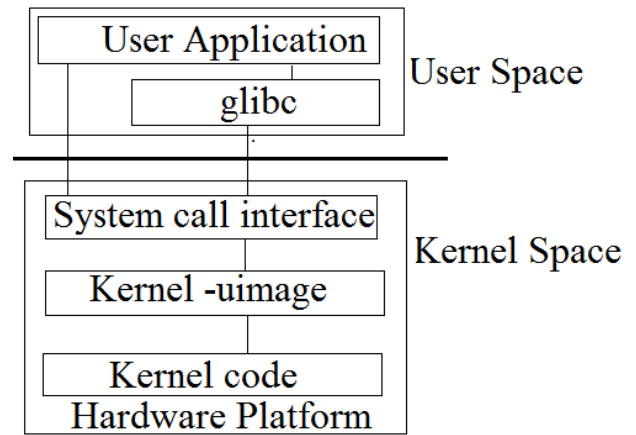 User Application
User Space
glibc
System call interface
Kernel Space
Kernel -uimage
Kernel code
Hardware Platform